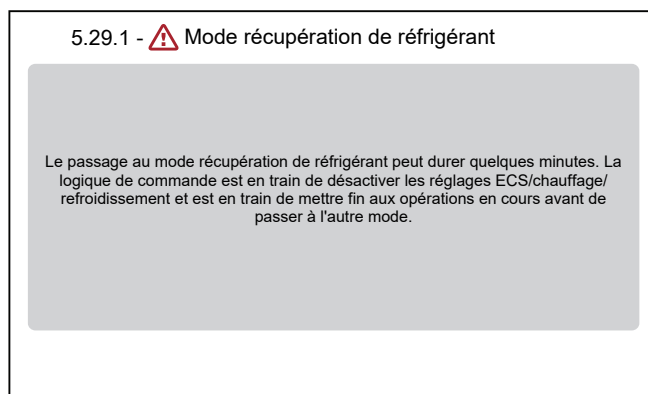 5.29.1 - Mode récupération de réfrigérant
Le passage au mode récupération de réfrigérant peut durer quelques minutes. La
logique de commande est en train de désactiver les réglages ECS/chauffage/
refroidissement et est en train de mettre fin aux opérations en cours avant de
passer à l'autre mode.